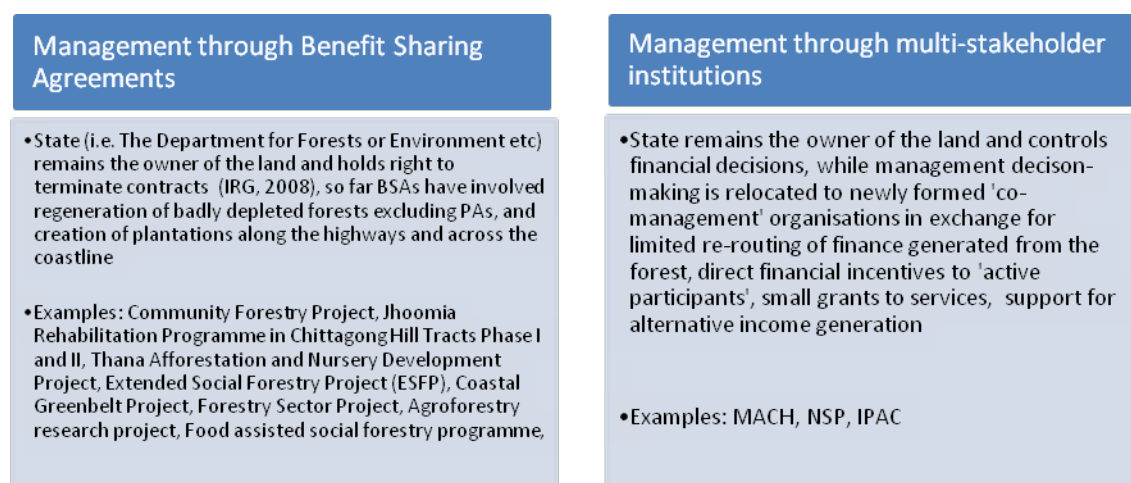 Management through Benefit Sharing
Agreements
•State (i.e. The Department for Forests or Environment etc)
remains the owner of the land and holds right to
terminate contracts (IRG, 2008), so far BSAs have involved
regeneration of badly depleted forests excluding PAs, and
creation of plantations along the highways and across the
coastline
•Examples: Community Forestry Project, Jhoomia
Rehabilitation Programme in Chittagong Hill Tracts Phase I
and II, Thana Afforestation and Nursery Development
Project, Extended Social Forestry Project (ESFP), Coastal
Greenbelt Project, Forestry Sector Project, Agroforestry
research project, Food assisted social forestry programme,
Management through multi-stakeholder
institutions
•State remains the owner of the land and controls
financial decisions, while management decison-
making is relocated to newly formed 'co-
management' organisations in exchange for
limited re-routing of finance generated from the
forest, direct financial incentives to 'active
participants', small grants to services, support for
alternative income generation
•Examples: MACH, NSP, IPAC